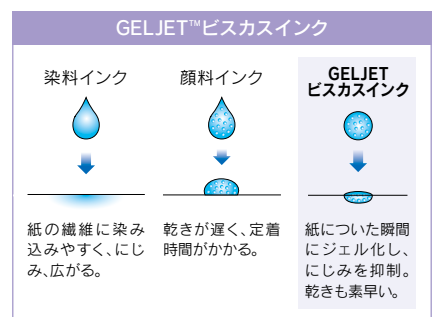 GELJET™ビスカスインク
染料インク
顔料インク
GELJET
ビスカスインク
紙の繊維に染み
込みやすく、にじ
み、広がる。
乾きが遅く、定着
時間がかかる。
紙についた瞬間
にジェル化し、
にじみを抑制。
乾きも素早い。